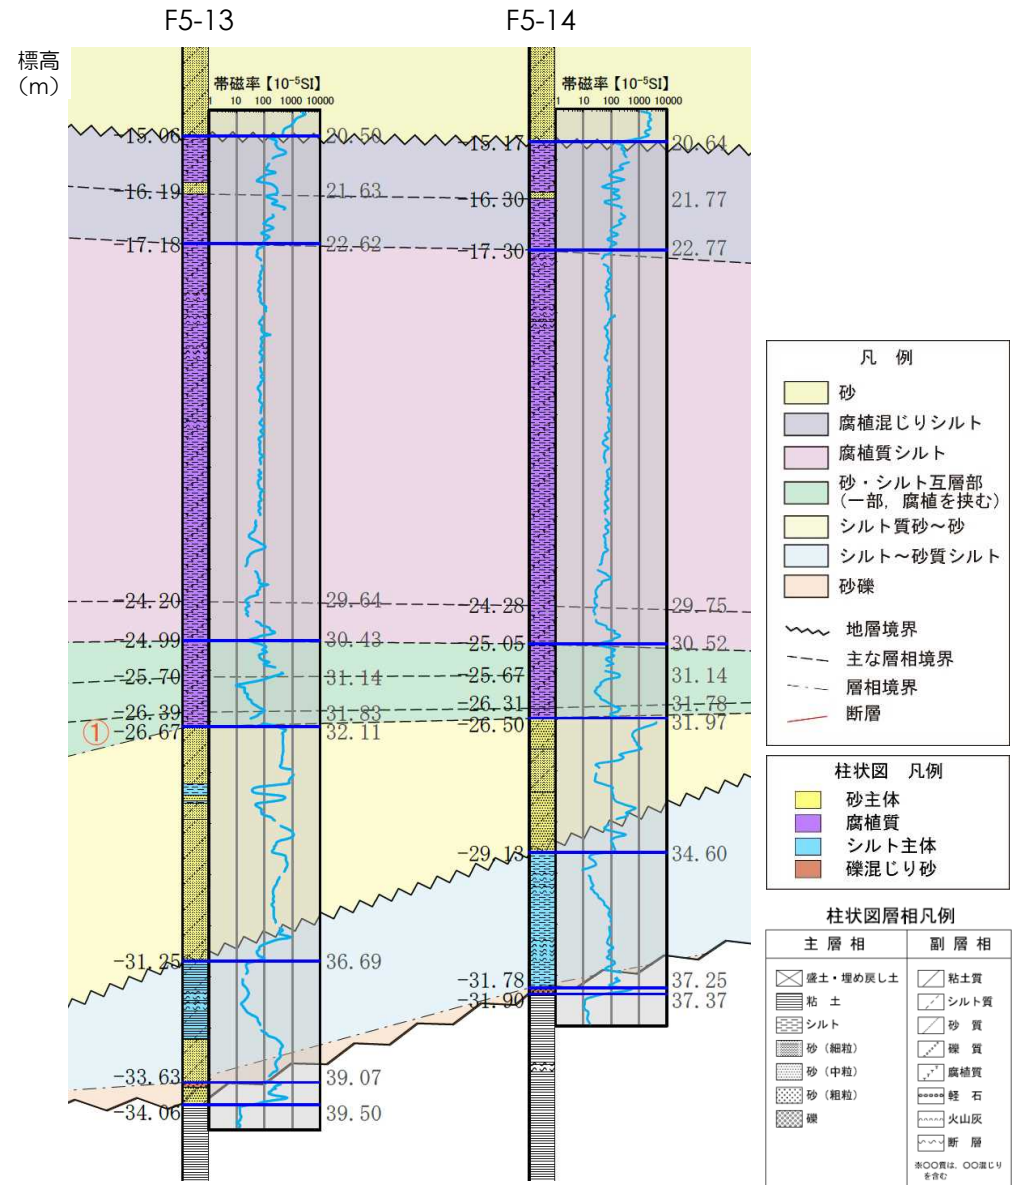 F5-13
F5-14
標高
(m)
帯磁率【10⁻⁵SI】
1 10 100 1000 10000
帯磁率【10⁻⁵SI】
1 10 100 1000 10000
-15.06
20.50
-15.17
20.64
-16.19
21.63
-16.30
21.77
-17.18
22.62
-17.30
22.77
-24.20
29.64
-24.28
29.75
-24.99
30.43
-25.05
30.52
-25.70
31.14
-25.67
31.14
-26.39
31.83
-26.31
31.78
①
-26.67
32.11
-26.50
31.97
-29.13
34.60
-31.25
36.69
-31.78
37.25
-31.90
37.37
-33.63
39.07
-34.06
39.50
凡 例
砂
腐植混じりシルト
腐植質シルト
砂・シルト互層部
(一部,腐植を挟む)
シルト質砂~砂
シルト~砂質シルト
砂礫
地層境界
主な層相境界
層相境界
断層
柱状図 凡例
砂主体
腐植質
シルト主体
礫混じり砂
柱状図層相凡例
主 層 相
副 層 相
盛土・埋め戻し土
粘土質
粘 土
シルト質
シルト
砂 質
砂(細粒)
礫 質
砂(中粒)
腐植質
砂(粗粒)
軽 石
礫
火山灰
断 層
※〇〇質は、〇〇混じり
を含む